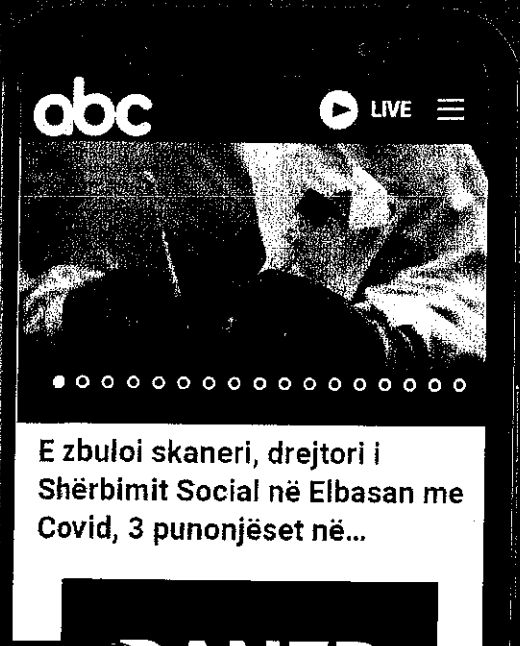 abc
LIVE
E zbuloi skaneri, drejtori i
Shërbimit Social në Elbasan me
Covid, 3 punonjëset në...